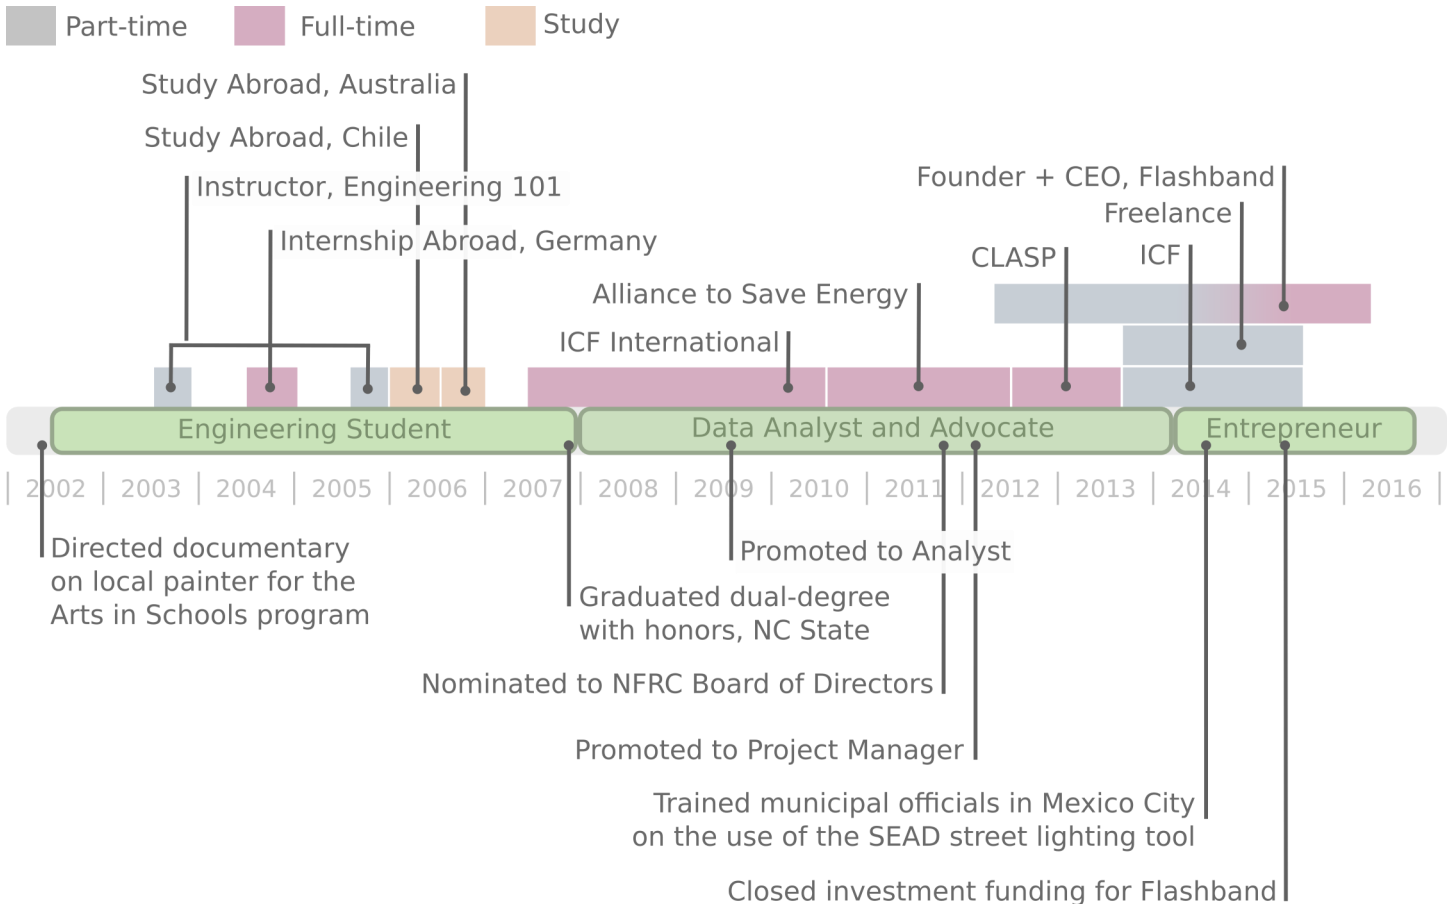 Part-time
Full-time
Study
Study Abroad, Australia
Study Abroad, Chile
Instructor, Engineering 101
Internship Abroad, Germany
Founder + CEO, Flashband
Freelance
ICF
CLASP
Alliance to Save Energy
ICF International
Engineering Student
Data Analyst and Advocate
Entrepreneur
2002
2003
2004
2005
2006
2007
2008
2009
2010
2011
2012
2013
2014
2015
2016
Directed documentary
on local painter for the
Arts in Schools program
Promoted to Analyst
Graduated dual-degree
with honors, NC State
Nominated to NFRC Board of Directors
Promoted to Project Manager
Trained municipal officials in Mexico City
on the use of the SEAD street lighting tool
Closed investment funding for Flashband